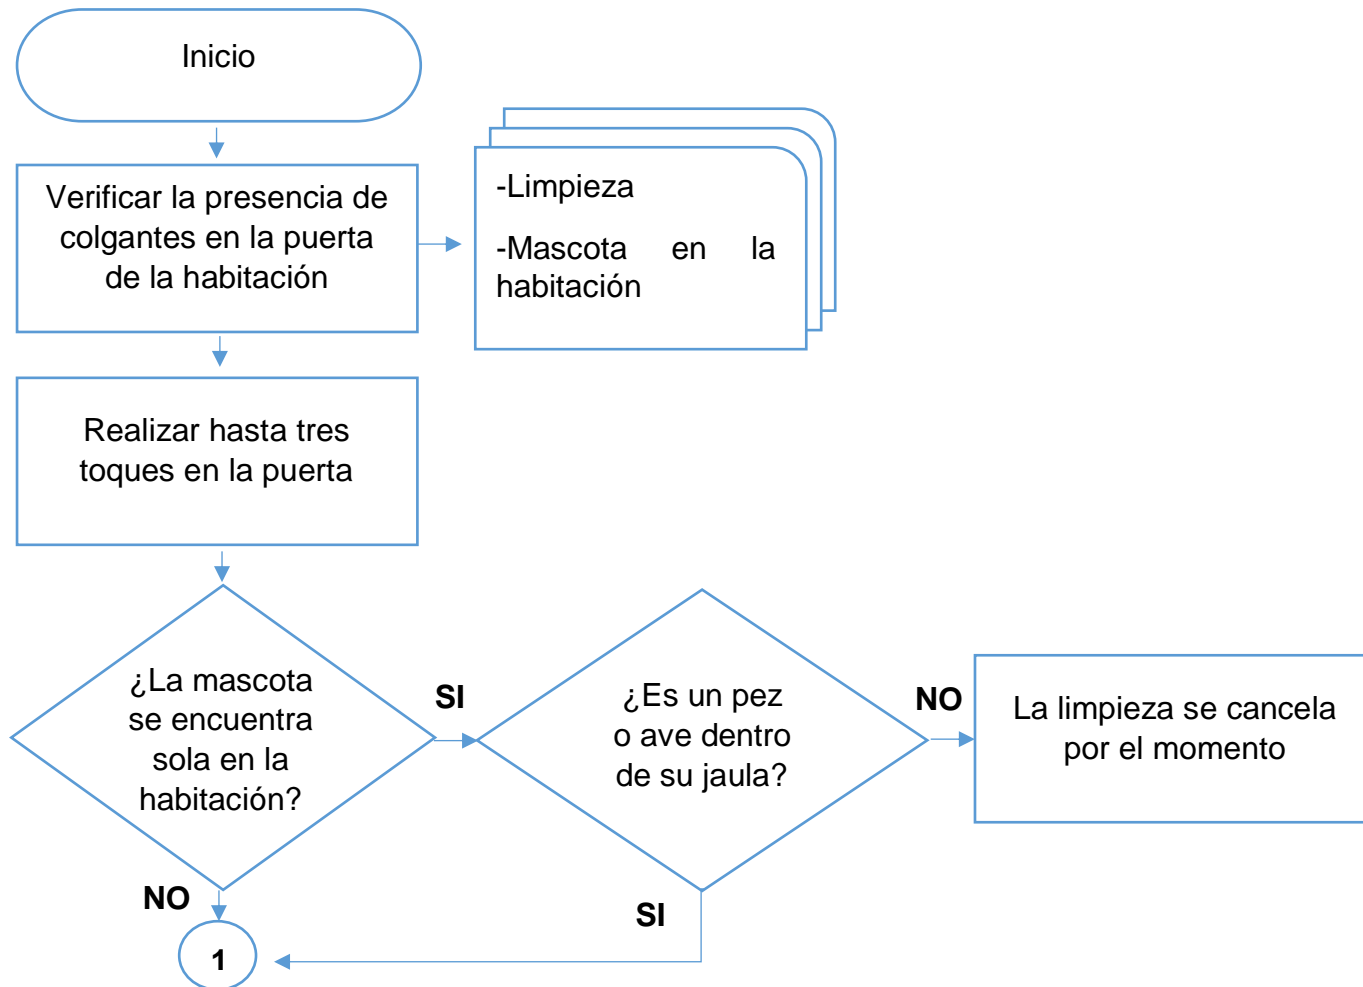 Inicio
Verificar la presencia de
colgantes en la puerta
de la habitación
-Limpieza
-Mascota en la
habitación
Realizar hasta tres
toques en la puerta
¿La mascota
se encuentra
sola en la
habitación?
SI
¿Es un pez
o ave dentro
de su jaula?
NO
La limpieza se cancela
por el momento
NO
SI
1